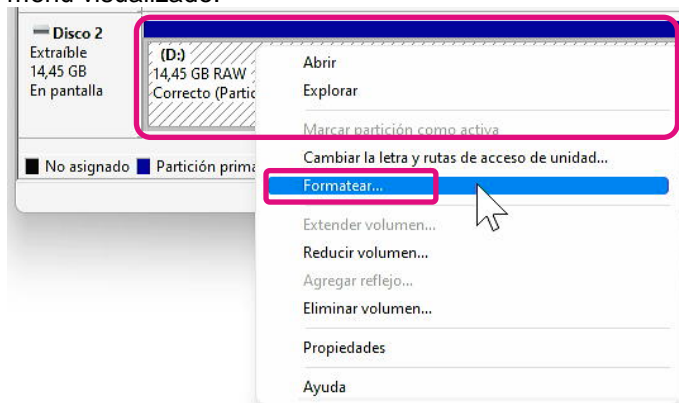 Disco 2
Extraíble
14,45 GB
En pantalla
(D:)
14,45 GB RAW
Correcto (Partic
No asignado Partición prima
Abrir
Explorar
Marcar partición como activa
Cambiar la letra y rutas de acceso de unidad...
Formatear...
Extender volumen...
Reducir volumen...
Agregar reflejo...
Eliminar volumen...
Propiedades
Ayuda